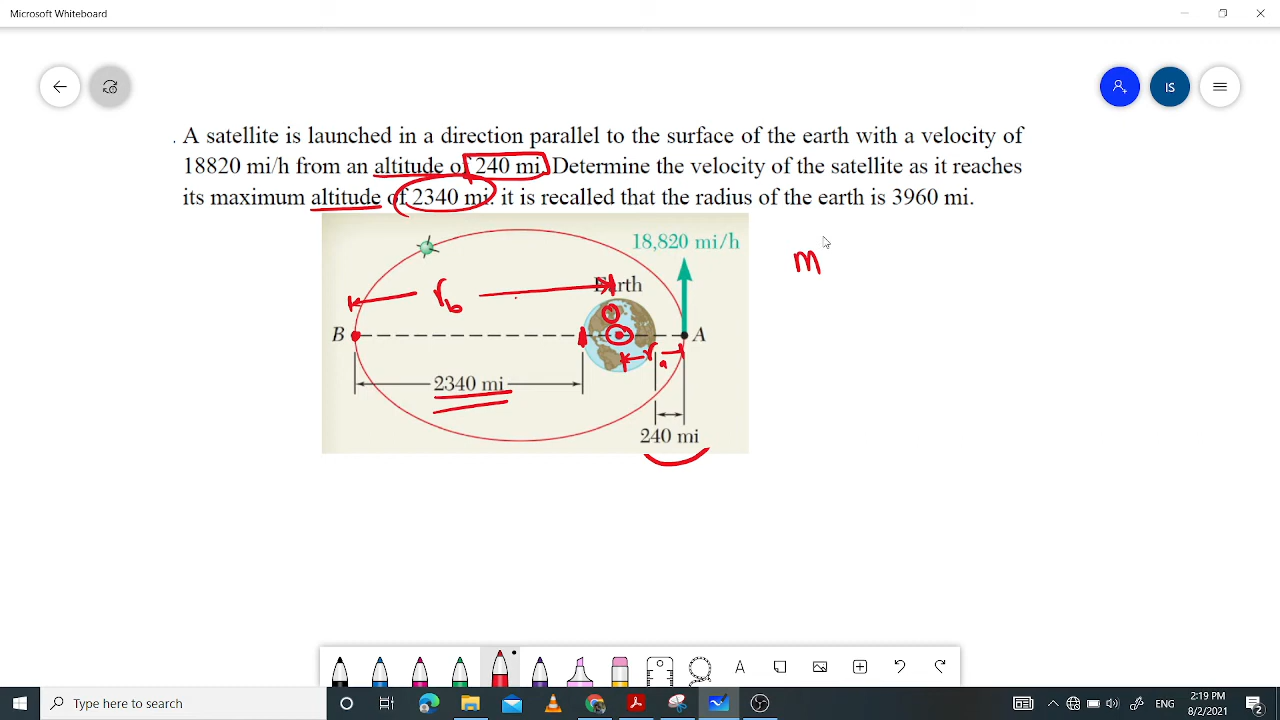 Microsoft Whiteboard
IS
. A satellite is launched in a direction parallel to the surface of the earth with a velocity of
18820 mi/h from an altitude of 240 mi. Determine the velocity of the satellite as it reaches
its maximum altitude of 2340 mi. it is recalled that the radius of the earth is 3960 mi.
18,820 mi/h
m
Earth
rb
O
B
A
ra
2340 mi
240 mi
A
Type here to search
ENG
2:19 PM
8/2/2021
2